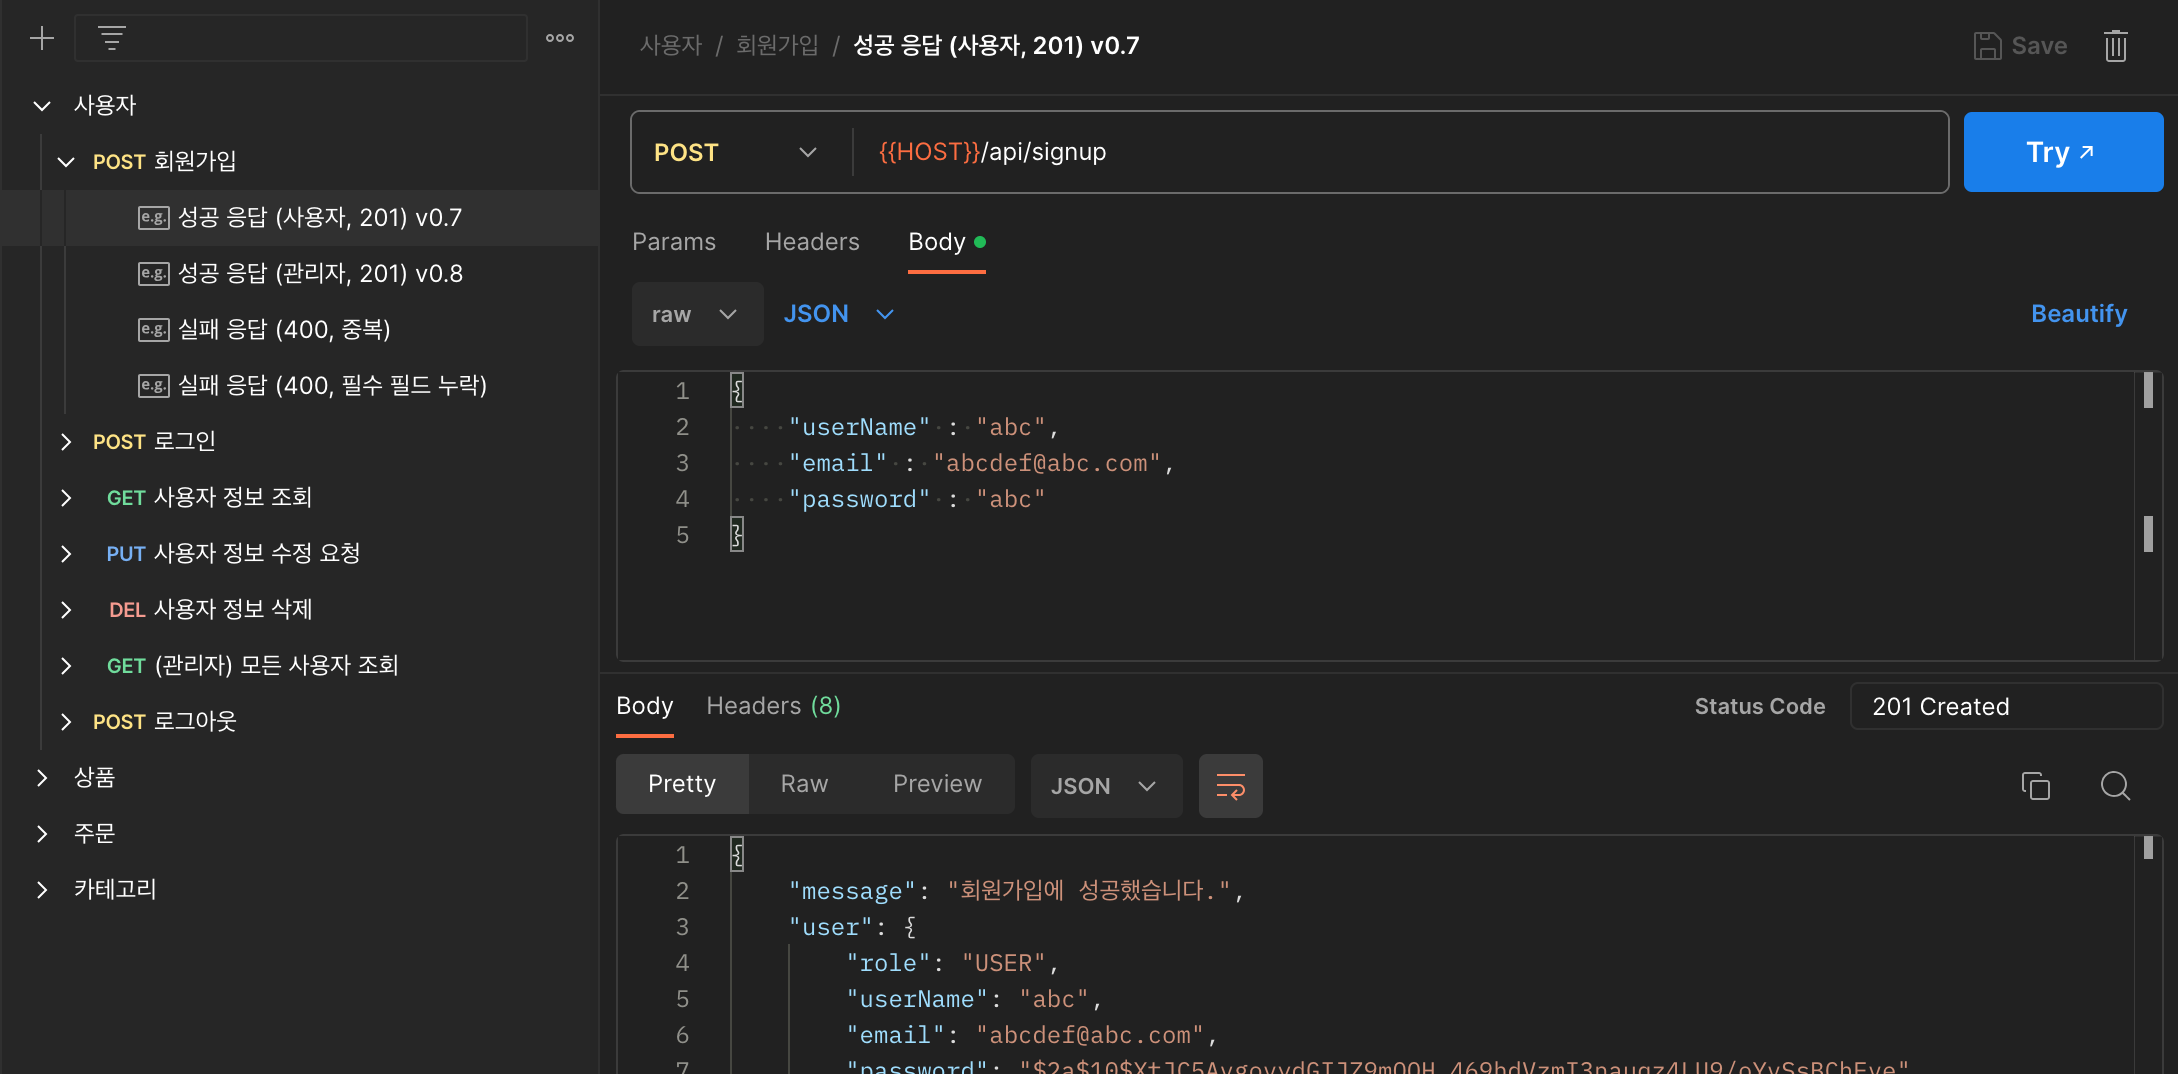 사용자
POST 회원가입
e.g. 성공 응답 (사용자, 201) v0.7
e.g. 성공 응답 (관리자, 201) v0.8
e.g. 실패 응답 (400, 중복)
e.g. 실패 응답 (400, 필수 필드 누락)
POST 로그인
GET 사용자 정보 조회
PUT 사용자 정보 수정 요청
DEL 사용자 정보 삭제
GET (관리자) 모든 사용자 조회
POST 로그아웃
상품
주문
카테고리
사용자 / 회원가입 / 성공 응답 (사용자, 201) v0.7
Save
POST {{HOST}}/api/signup
Try ↗
Params Headers Body
raw JSON Beautify
1 {
2 "userName" : "abc",
3 "email" : "abcdef@abc.com",
4 "password" : "abc"
5 }
Body Headers (8) Status Code 201 Created
Pretty Raw Preview JSON
1 {
2 "message": "회원가입에 성공했습니다.",
3 "user": {
4 "role": "USER",
5 "userName": "abc",
6 "email": "abcdef@abc.com",
7 "password":